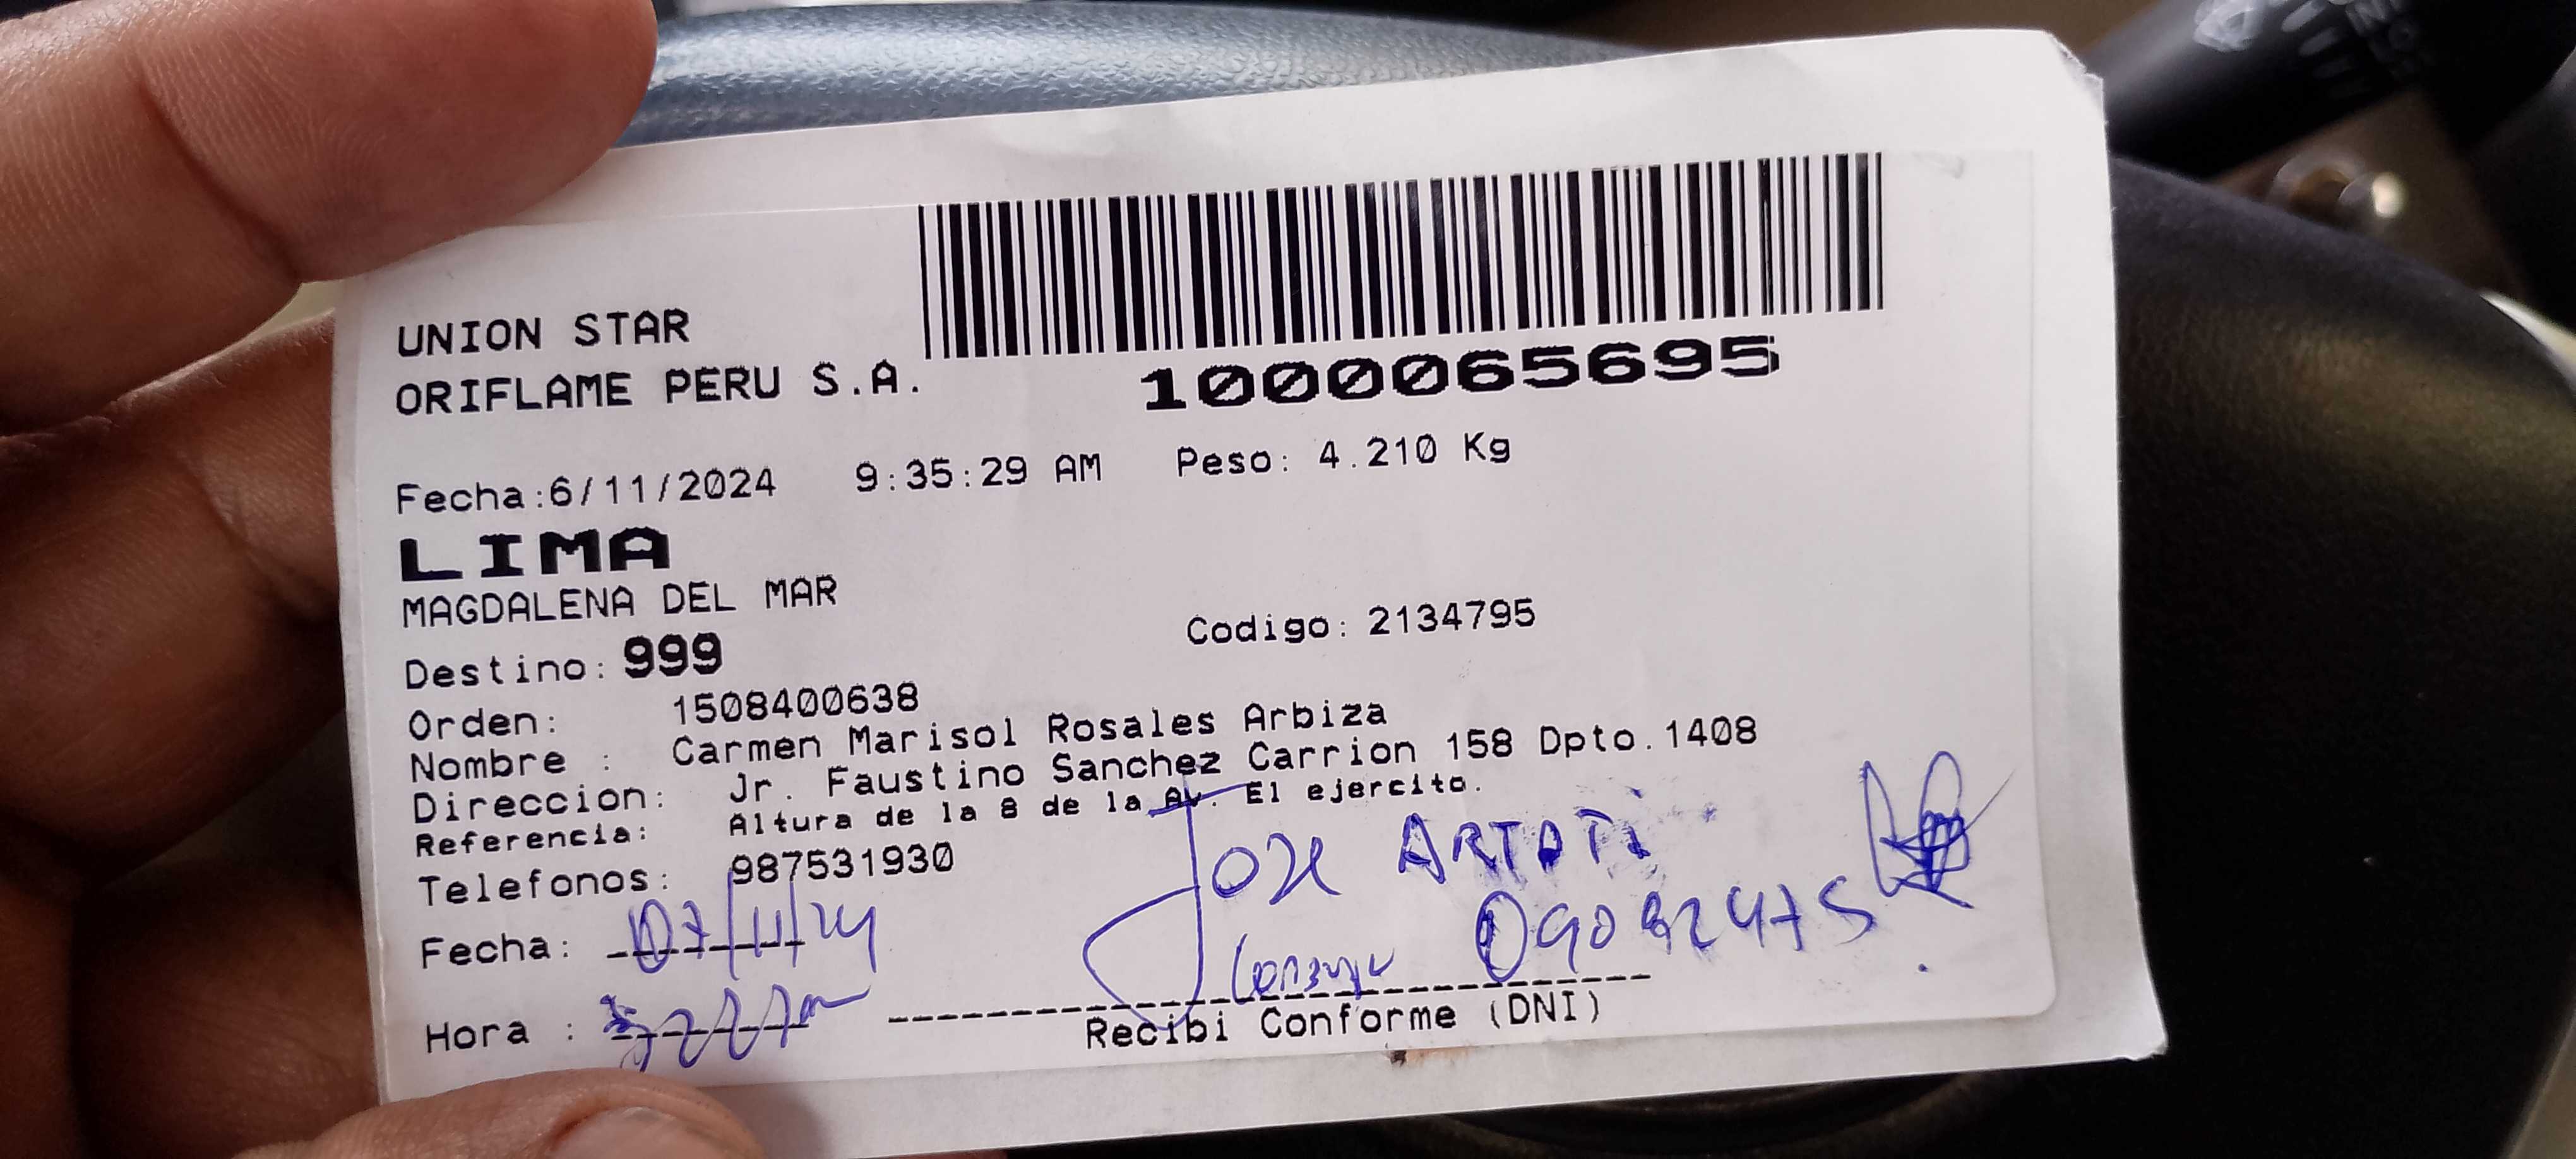 UNION STAR
ORIFLAME PERU S.A.
1000065695
Fecha:6/11/2024 9:35:29 AM Peso: 4.210 Kg
LIMA
MAGDALENA DEL MAR
Codigo: 2134795
Destino: 999
Orden: 1508400638
Nombre : Carmen Marisol Rosales Arbiza
Direccion: Jr. Faustino Sanchez Carrion 158 Dpto.1408
Referencia: Altura de la 8 de la Av. El ejercito.
Telefonos: 987531930
Jose
Fecha: 07/11/24
Hora :
Recibi Conforme (DNI)